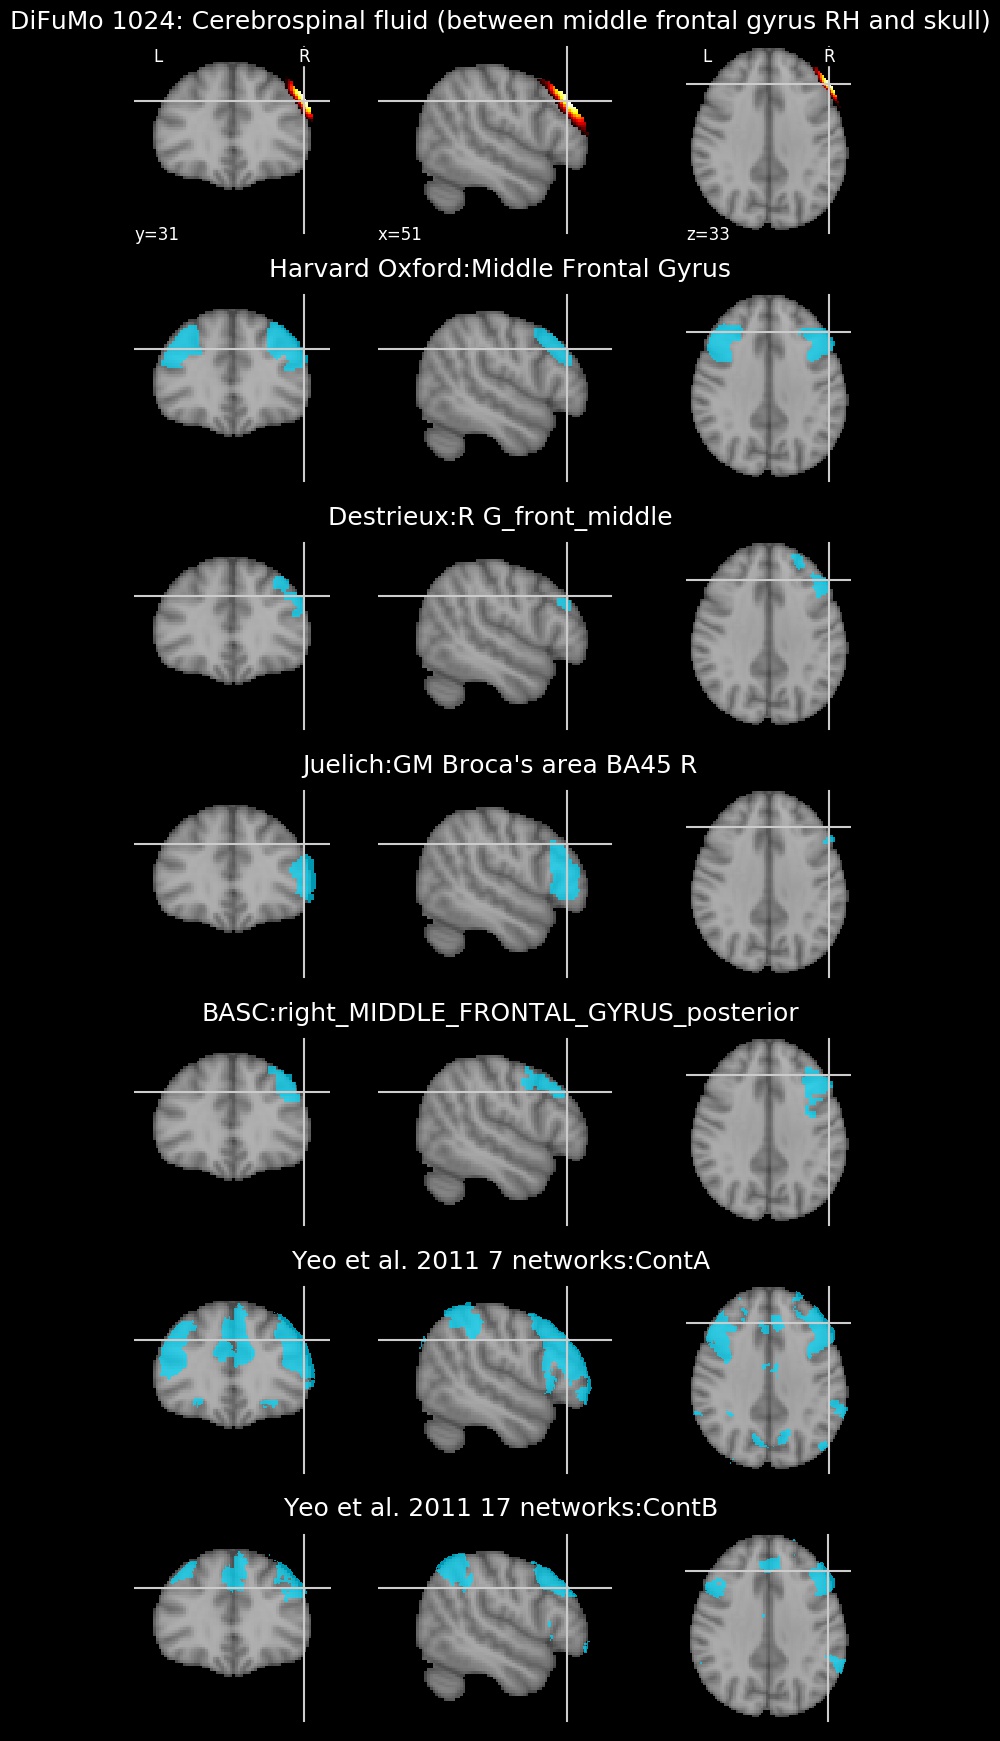 DiFuMo 1024: Cerebrospinal fluid (between middle frontal gyrus RH and skull)
L R L R
y=31 x=51 z=33
Harvard Oxford:Middle Frontal Gyrus
Destrieux:R G_front_middle
Juelich:GM Broca's area BA45 R
BASC:right_MIDDLE_FRONTAL_GYRUS_posterior
Yeo et al. 2011 7 networks:ContA
Yeo et al. 2011 17 networks:ContB